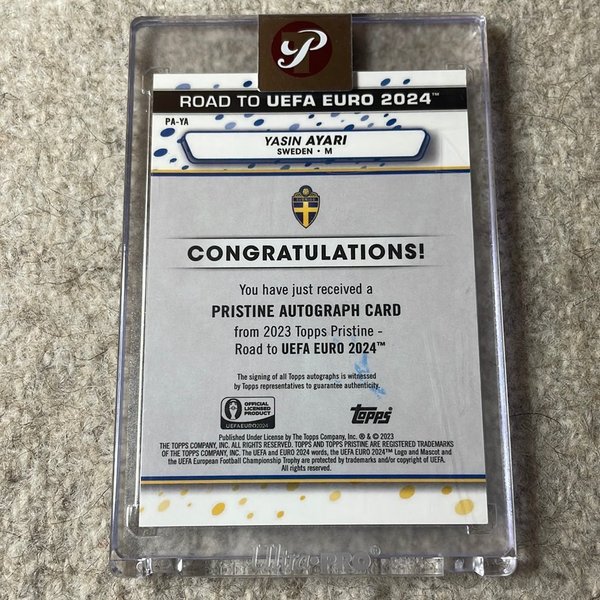 P
ROAD TO UEFA EURO 2024™
PA-YA
YASIN AYARI
SWEDEN • M
CONGRATULATIONS!
You have just received a
PRISTINE AUTOGRAPH CARD
from 2023 Topps Pristine -
Road to UEFA EURO 2024™
The signing of all Topps autographs is witnessed
by Topps representatives to guarantee authenticity.
OFFICIAL
LICENSED
PRODUCT
UEFAEURO2024
topps
Published Under License by The Topps Company, Inc. ® & © 2023
THE TOPPS COMPANY, INC. ALL RIGHTS RESERVED. TOPPS AND TOPPS PRISTINE ARE REGISTERED TRADEMARKS
OF THE TOPPS COMPANY, INC. The UEFA and EURO 2024 words, the UEFA EURO 2024™ Logo and Mascot and
the UEFA European Football Championship Trophy are protected by trademarks and/or copyright of UEFA.
All rights reserved.
Ultra•PRO®